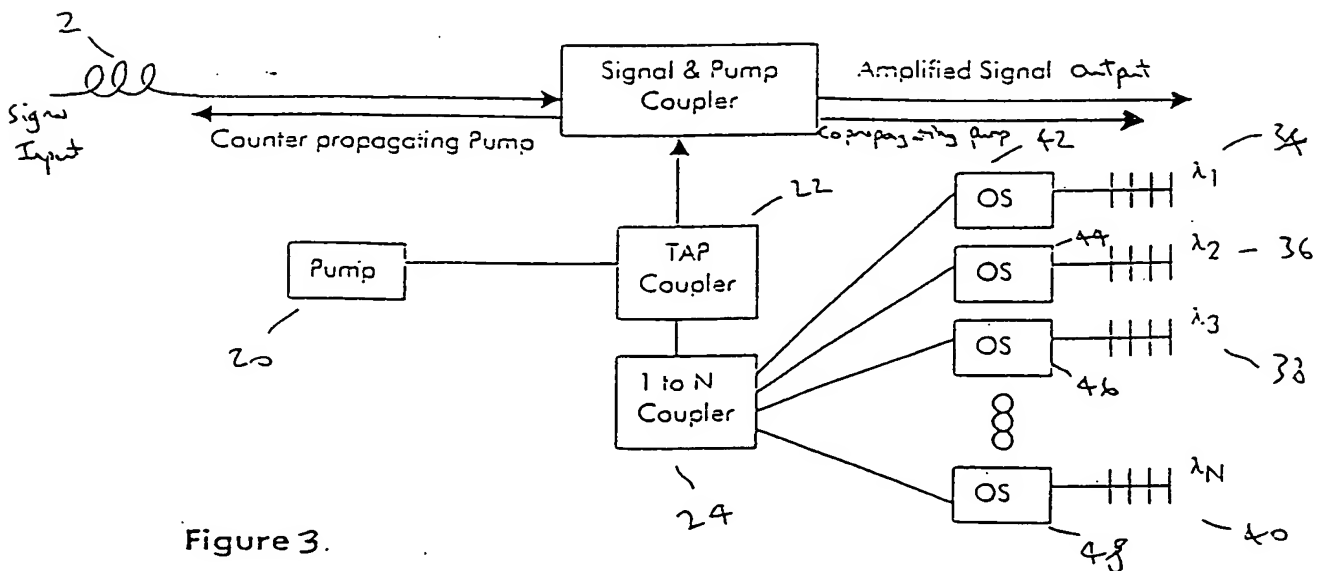 2
Signal & Pump
Coupler
Amplified Signal output
Signal
Input
Counter propagating Pump
Copropagating pump
42
34
λ1
OS
22
TAP
Coupler
Pump
44
λ2 - 36
OS
20
λ3
OS
38
46
1 to N
Coupler
λN
OS
24
40
48
Figure 3.